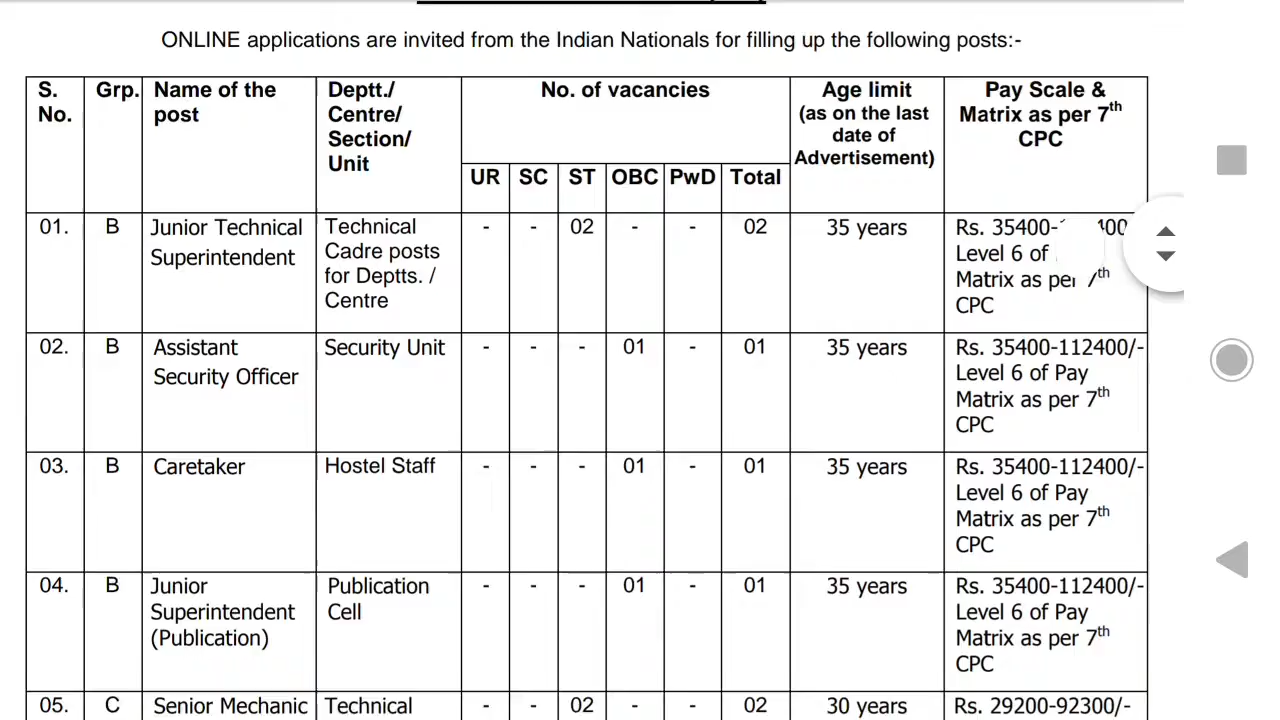 ONLINE applications are invited from the Indian Nationals for filling up the following posts:-
S. No. Grp. Name of the post Deptt./ Centre/ Section/ Unit No. of vacancies Age limit (as on the last date of Advertisement) Pay Scale & Matrix as per 7th CPC
UR SC ST OBC PwD Total
01. B Junior Technical Superintendent Technical Cadre posts for Deptts. / Centre - - 02 - - 02 35 years Rs. Level 6 of Matrix as per 7th CPC
02. B Assistant Security Officer Security Unit - - - 01 - 01 35 years Rs. 35400-112400/- Level 6 of Pay Matrix as per 7th CPC
03. B Caretaker Hostel Staff - - - 01 - 01 35 years Rs. 35400-112400/- Level 6 of Pay Matrix as per 7th CPC
04. B Junior Superintendent (Publication) Publication Cell - - - 01 - 01 35 years Rs. 35400-112400/- Level 6 of Pay Matrix as per 7th CPC
05. C Senior Mechanic Technical - - 02 - - 02 30 years Rs. 29200-92300/-